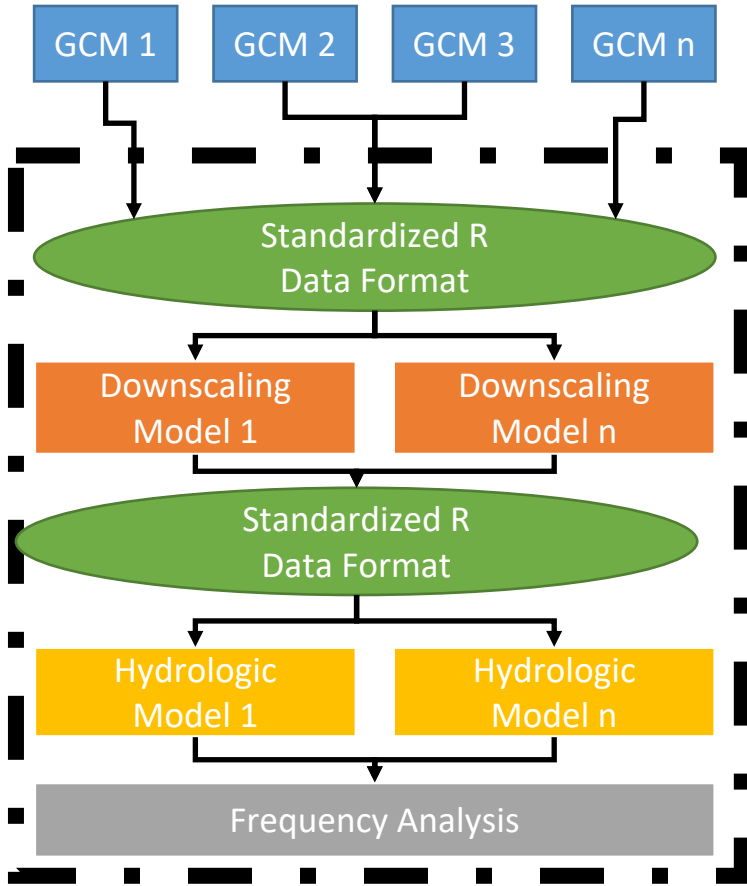 GCM 1
GCM 2
GCM 3
GCM n
Standardized R
Data Format
Downscaling
Model 1
Downscaling
Model n
Standardized R
Data Format
Hydrologic
Model 1
Hydrologic
Model n
Frequency Analysis